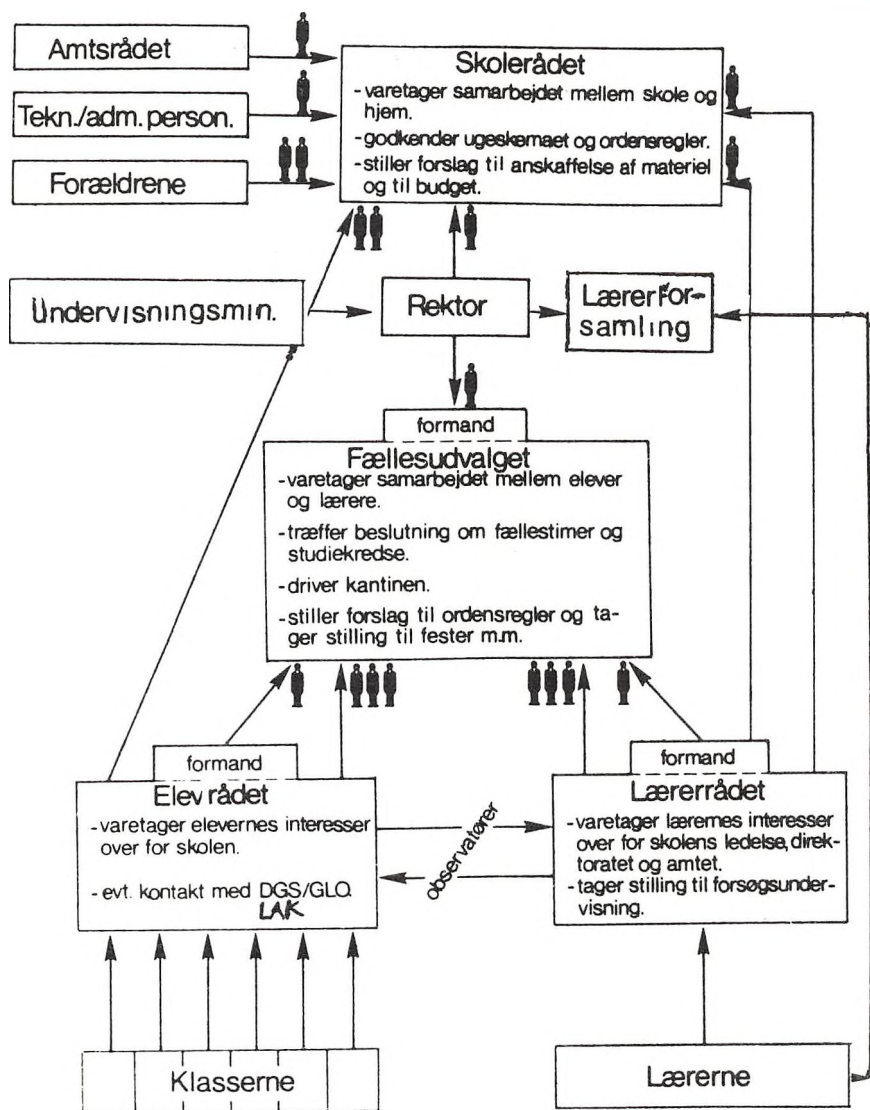 Amtsrådet
Tekn./adm. person.
Forældrene
Skolerådet
-varetager samarbejdet mellem skole og
hjem.
-godkender ugeskemaet og ordensregler.
-stiller forslag til anskaffelse af materiel
og til budget.
Undervisningsmin.
Rektor
Lærerfor-
samling
formand
Fællesudvalget
-varetager samarbejdet mellem elever
og lærere.
-træffer beslutning om fællestimer og
studiekredse.
-driver kantinen.
-stiller forslag til ordensregler og ta-
ger stilling til fester m.m.
formand
Elevrådet
-varetager elevernes interesser
over for skolen.
-evt. kontakt med DGS/GLO.
LAK
observatører
formand
Lærerrådet
-varetager lærernes interesser
over for skolens ledelse, direk-
toratet og amtet.
-tager stilling til forsøgsunder-
visning.
Klasserne
Lærerne